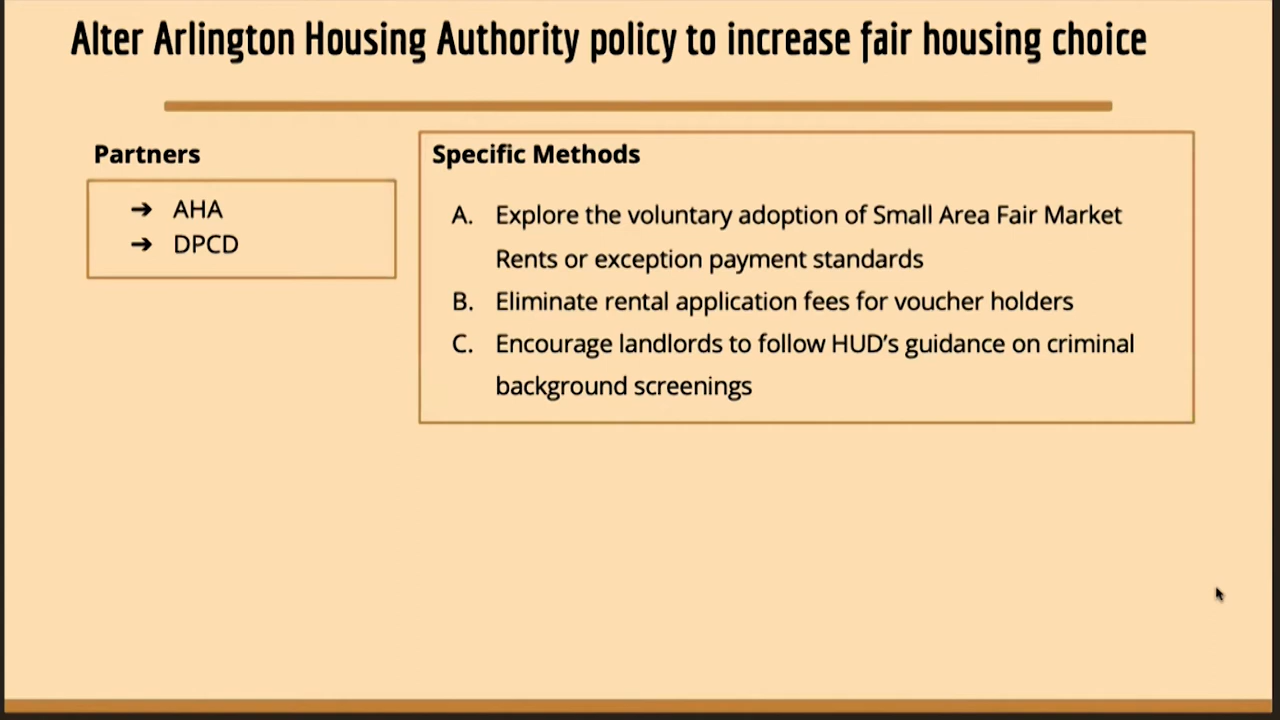 Alter Arlington Housing Authority policy to increase fair housing choice
Partners
➔ AHA
➔ DPCD
Specific Methods
A. Explore the voluntary adoption of Small Area Fair Market
Rents or exception payment standards
B. Eliminate rental application fees for voucher holders
C. Encourage landlords to follow HUD’s guidance on criminal
background screenings